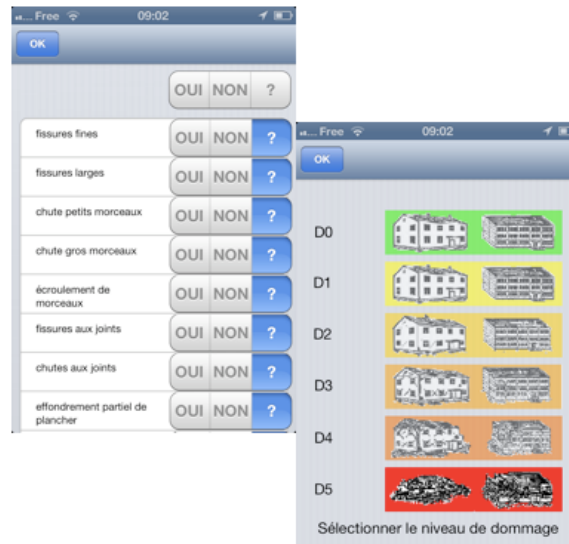 Free 09:02
OK
OUI NON ?
fissures fines OUI NON ?
fissures larges OUI NON ?
chute petits morceaux OUI NON ?
chute gros morceaux OUI NON ?
écroulement de
morceaux OUI NON ?
fissures aux joints OUI NON ?
chutes aux joints OUI NON ?
effondrement partiel de
plancher OUI NON ?
Free 09:02
OK
D0
D1
D2
D3
D4
D5
Sélectionner le niveau de dommage